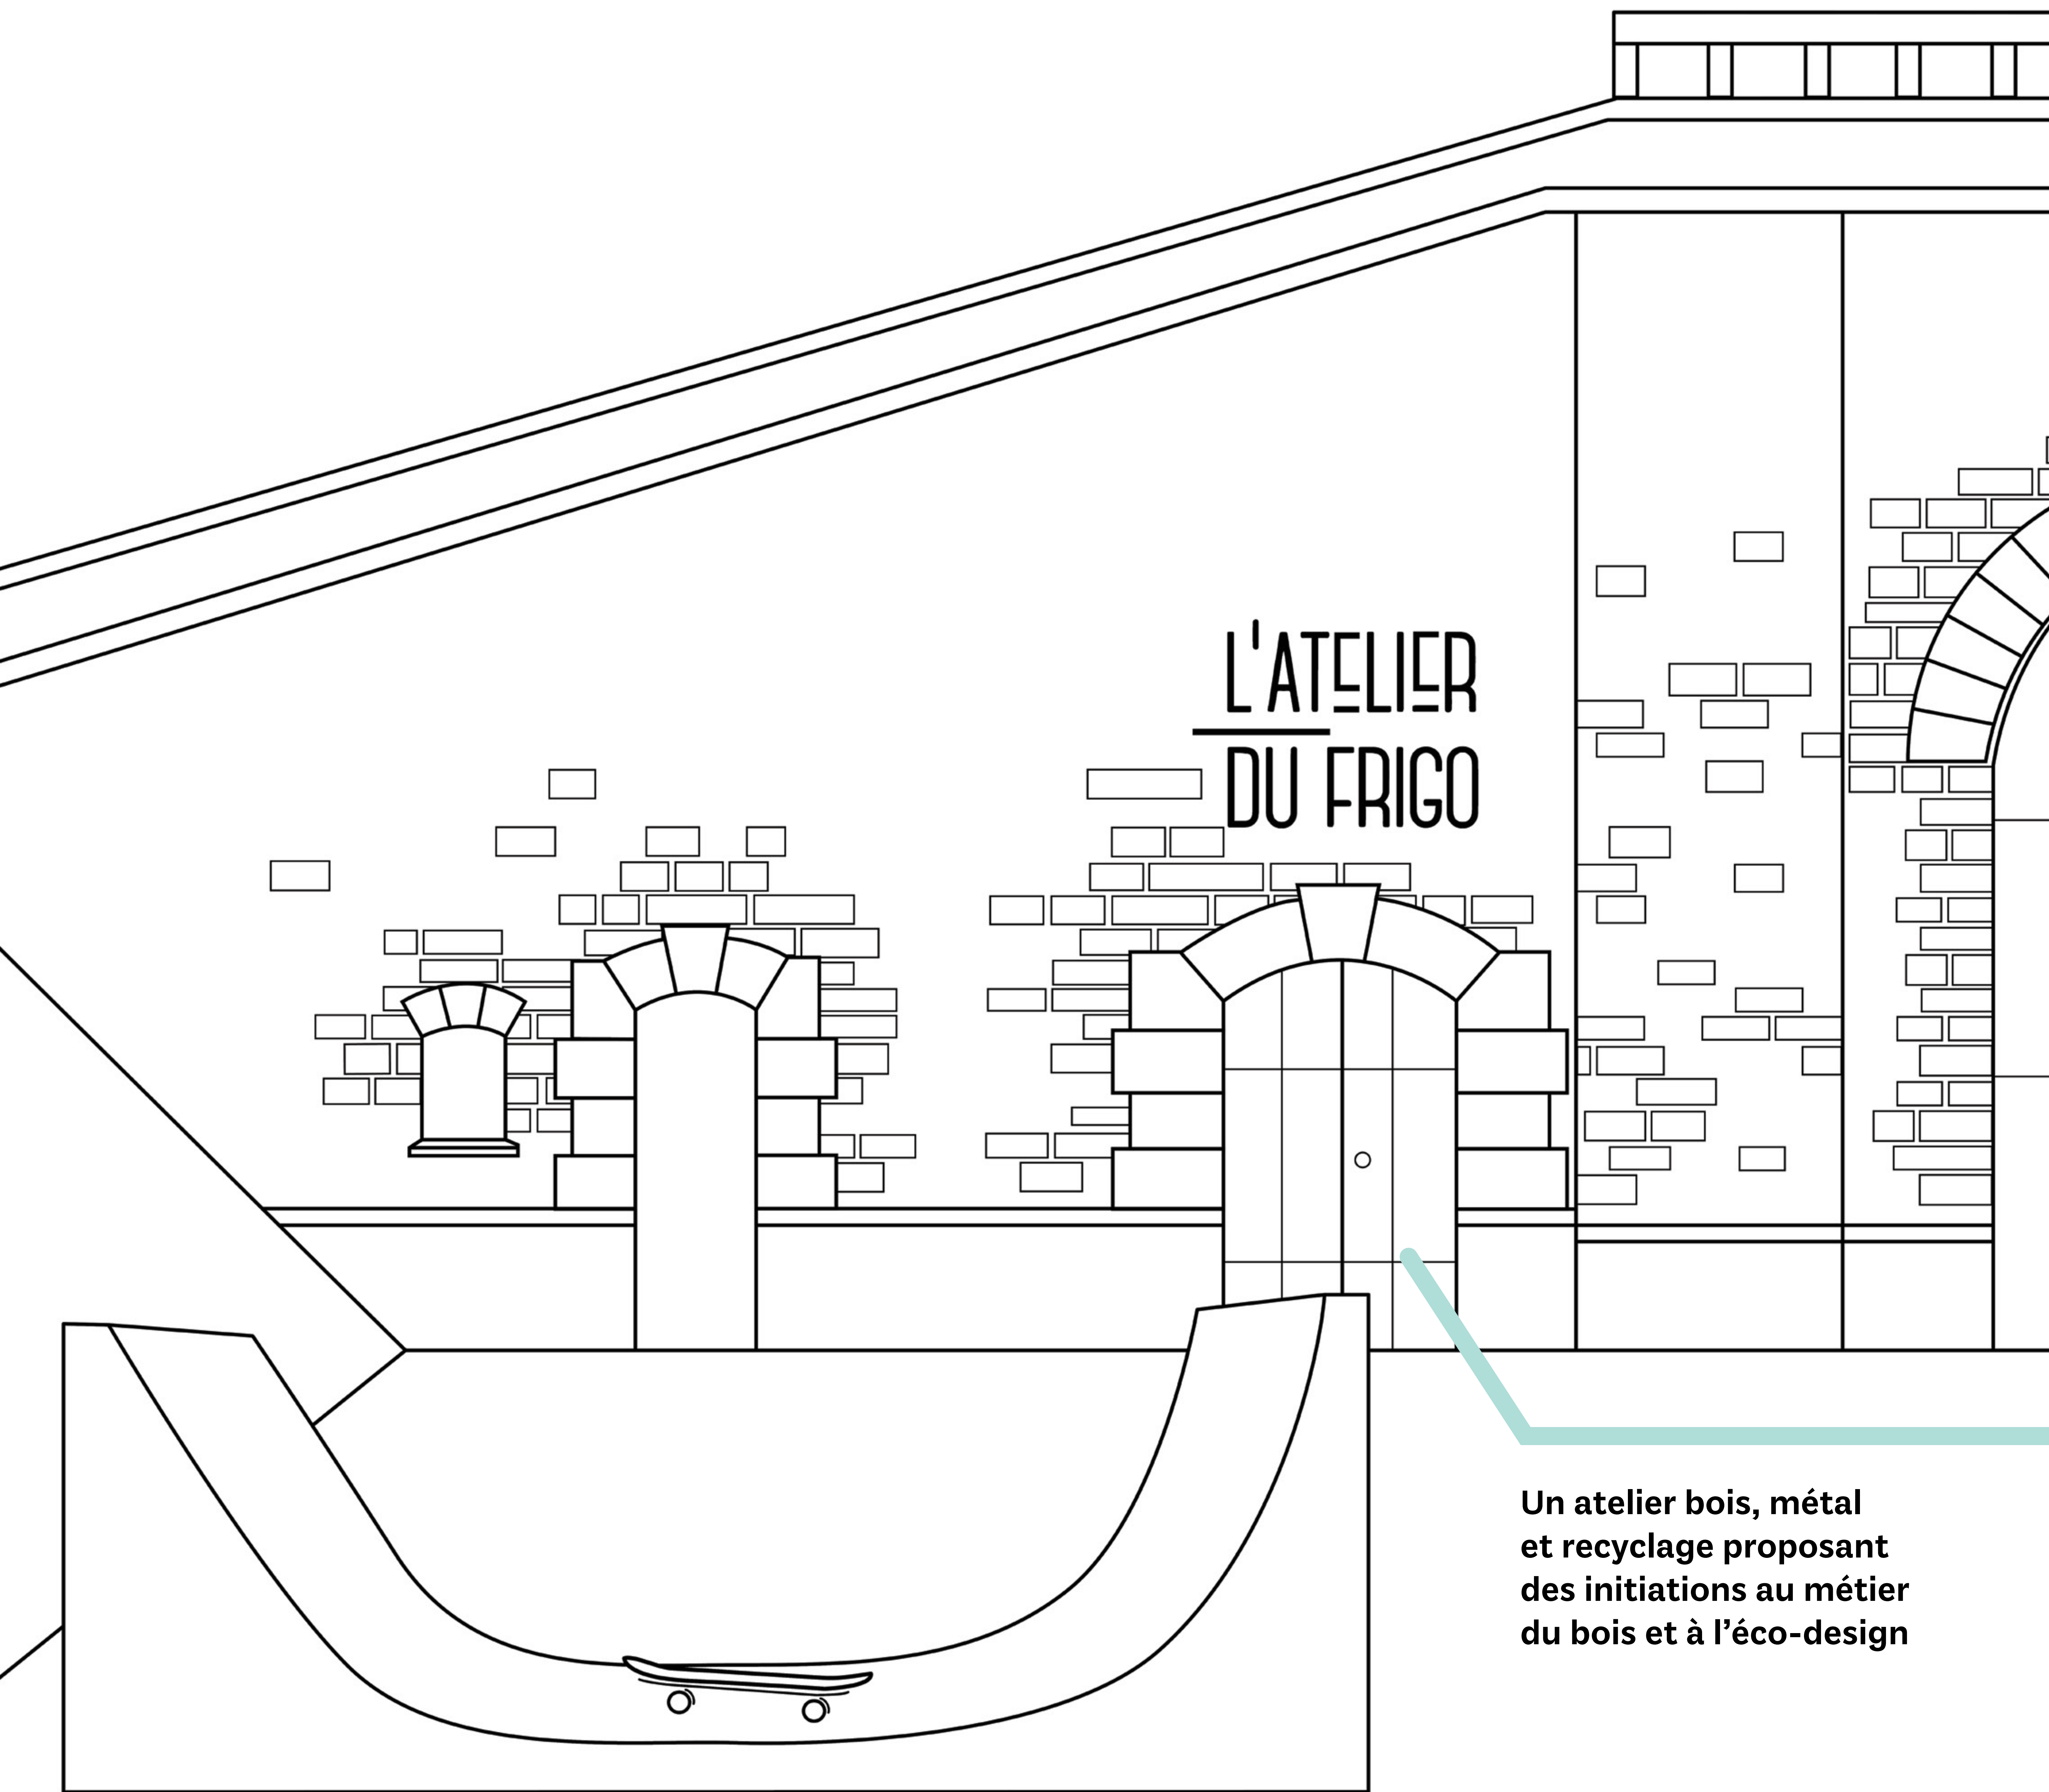 L'ATELIER
DU FRIGO
Un atelier bois, métal
et recyclage proposant
des initiations au métier
du bois et à l’éco-design